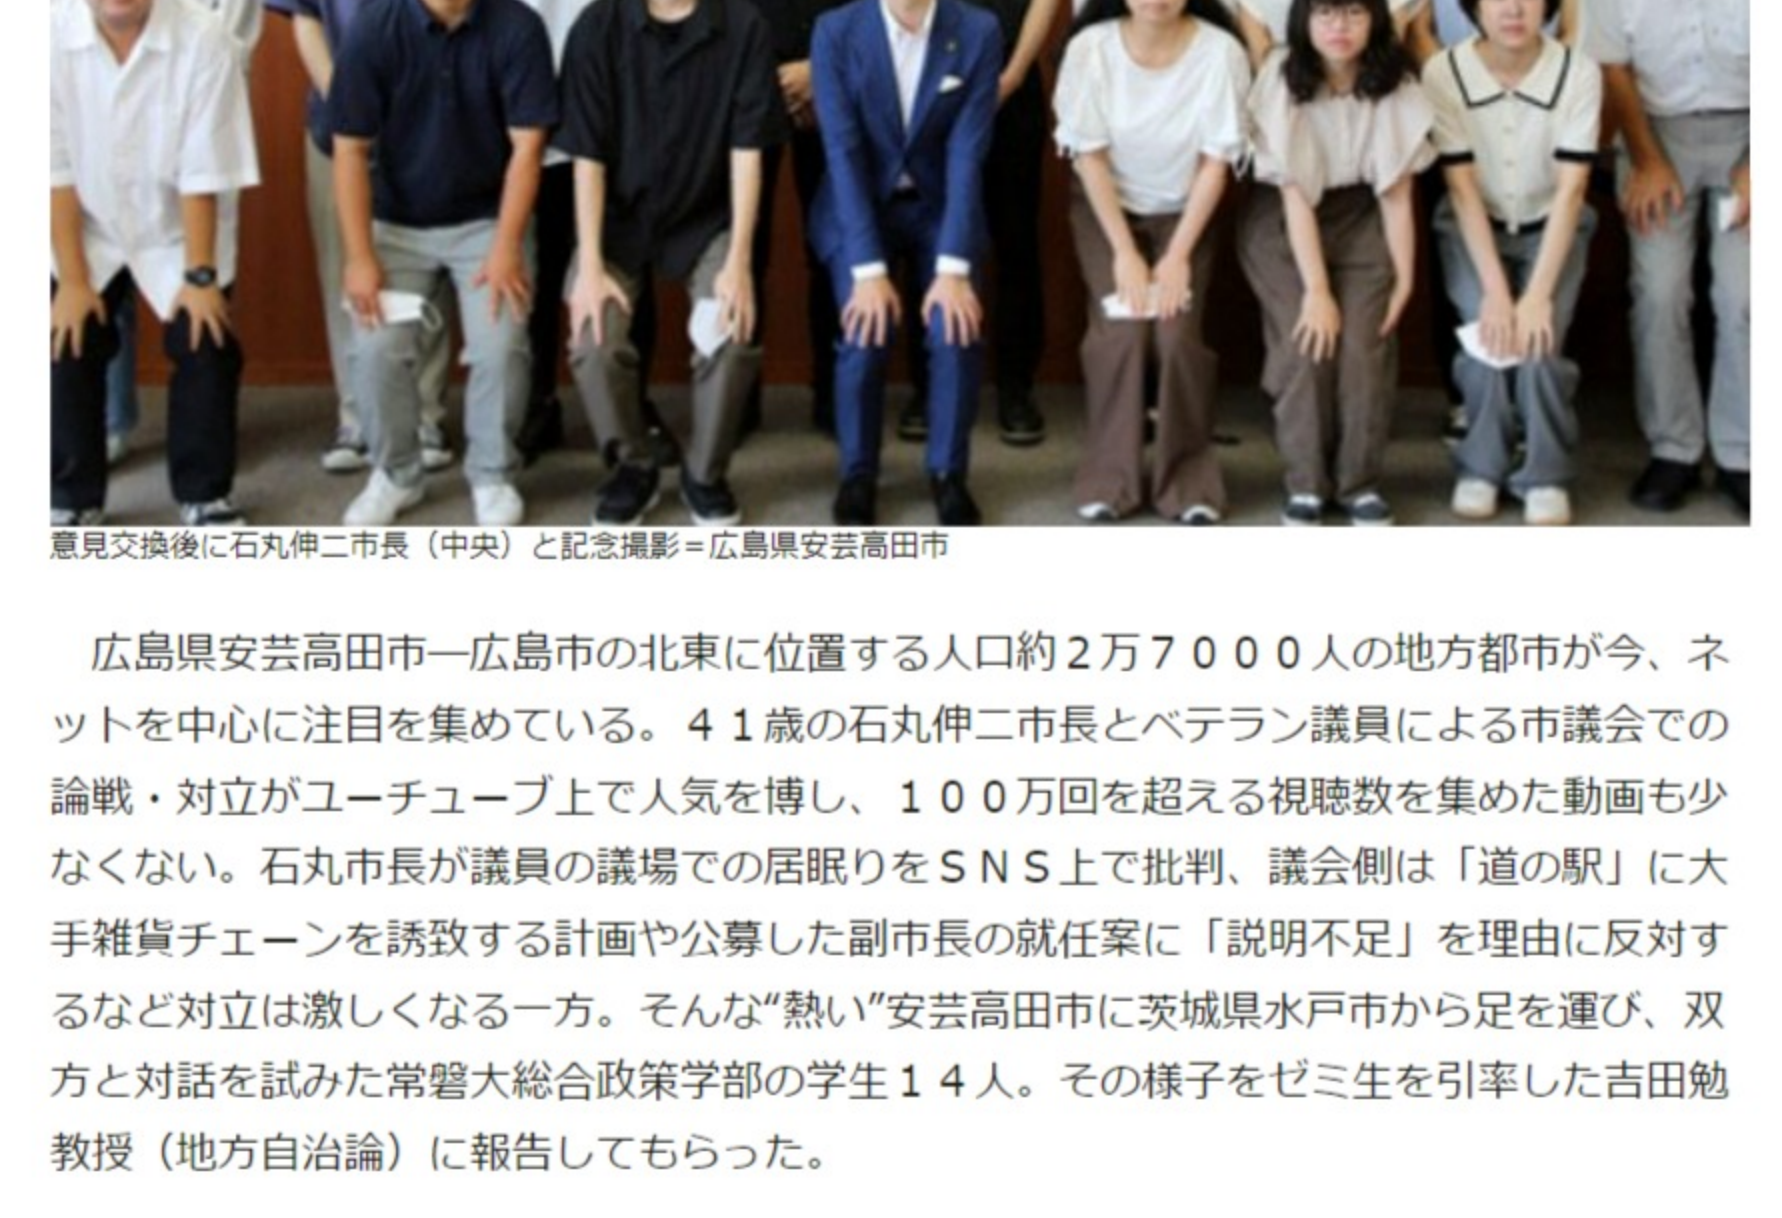 意見交換後に石丸伸二市長（中央）と記念撮影＝広島県安芸高田市
　広島県安芸高田市―広島市の北東に位置する人口約２万７０００人の地方都市が今、ネ
ットを中心に注目を集めている。４１歳の石丸伸二市長とベテラン議員による市議会での
論戦・対立がユーチューブ上で人気を博し、１００万回を超える視聴数を集めた動画も少
なくない。石丸市長が議員の議場での居眠りをＳＮＳ上で批判、議会側は「道の駅」に大
手雑貨チェーンを誘致する計画や公募した副市長の就任案に「説明不足」を理由に反対す
るなど対立は激しくなる一方。そんな“熱い”安芸高田市に茨城県水戸市から足を運び、双
方と対話を試みた常磐大総合政策学部の学生１４人。その様子をゼミ生を引率した吉田勉
教授（地方自治論）に報告してもらった。